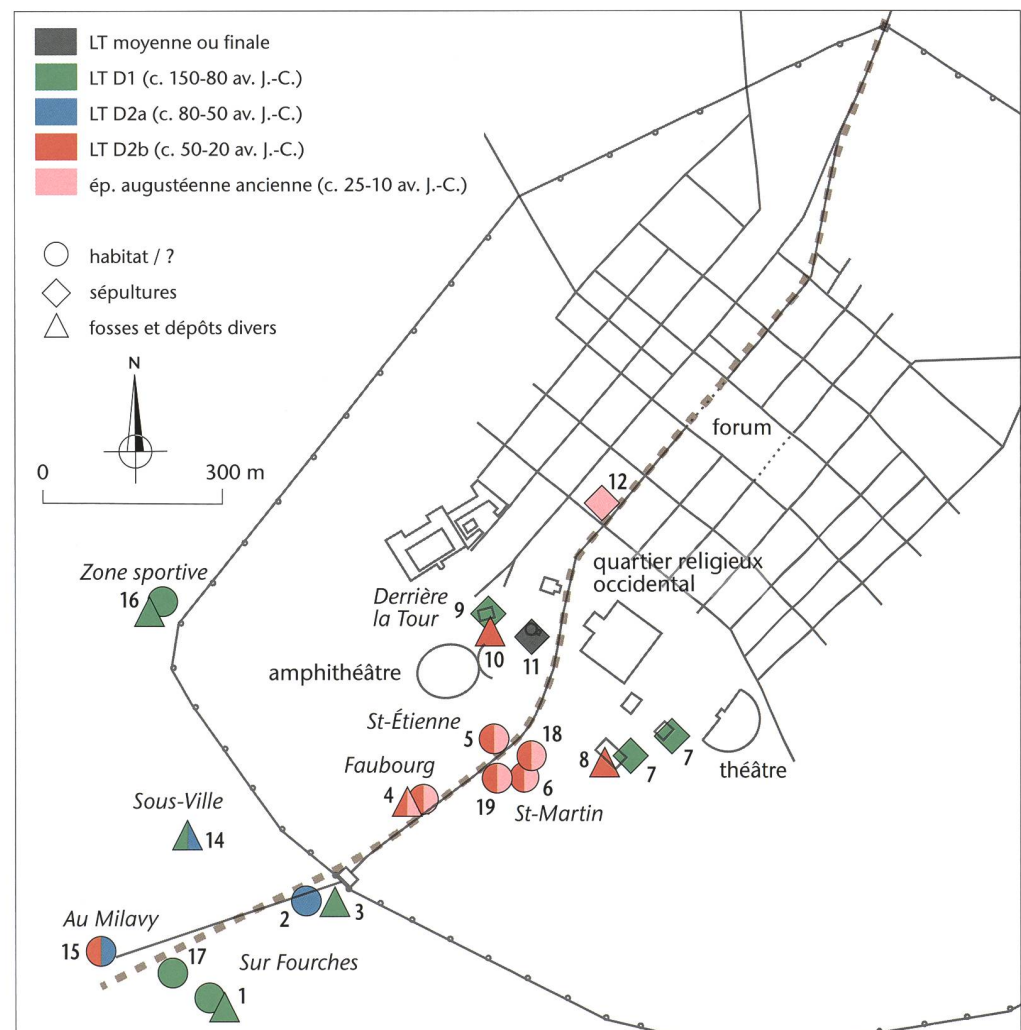 LT moyenne ou finale
LT D1 (c. 150-80 av. J.-C.)
LT D2a (c. 80-50 av. J.-C.)
LT D2b (c. 50-20 av. J.-C.)
ép. augustéenne ancienne (c. 25-10 av. J.-C.)
habitat / ?
sépultures
fosses et dépôts divers
N
0 300 m
forum
12
quartier religieux
occidental
Zone sportive
16
Derrière
la Tour
9
10
11
amphithéâtre
St-Étienne
5
18
8
7
7
théâtre
Faubourg
4
19
6
St-Martin
Sous-Ville
14
2
3
Au Milavy
15
17
Sur Fourches
1